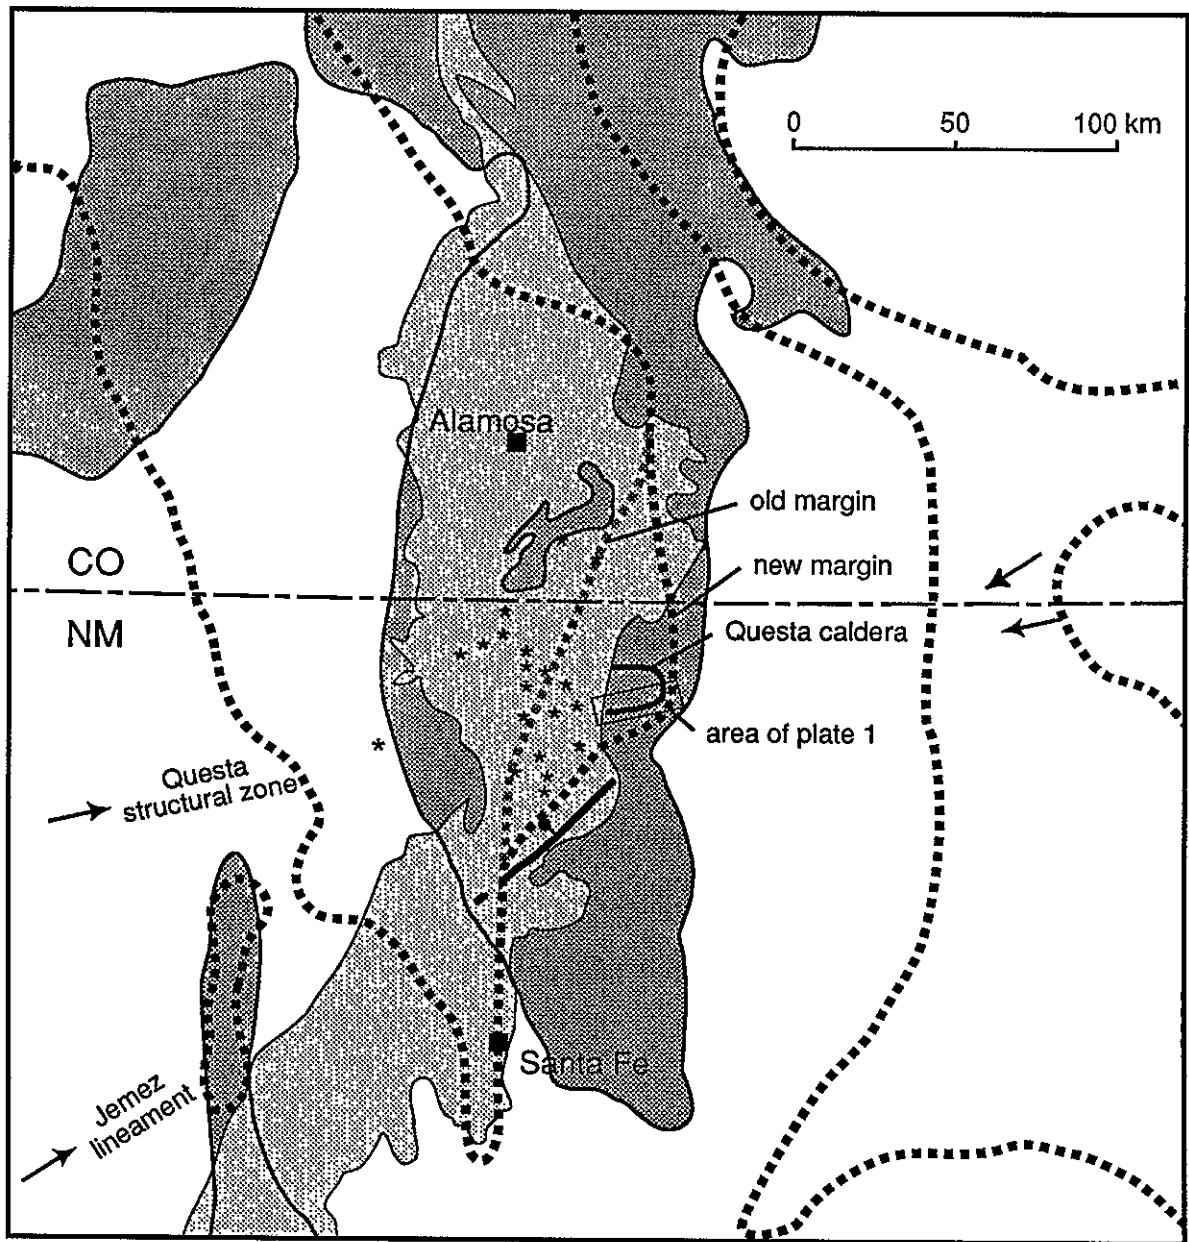 0 50 100 km
Alamosa
old margin
CO
new margin
NM
Questa caldera
area of plate 1
Questa
structural zone
Santa Fe
Jemez
lineament